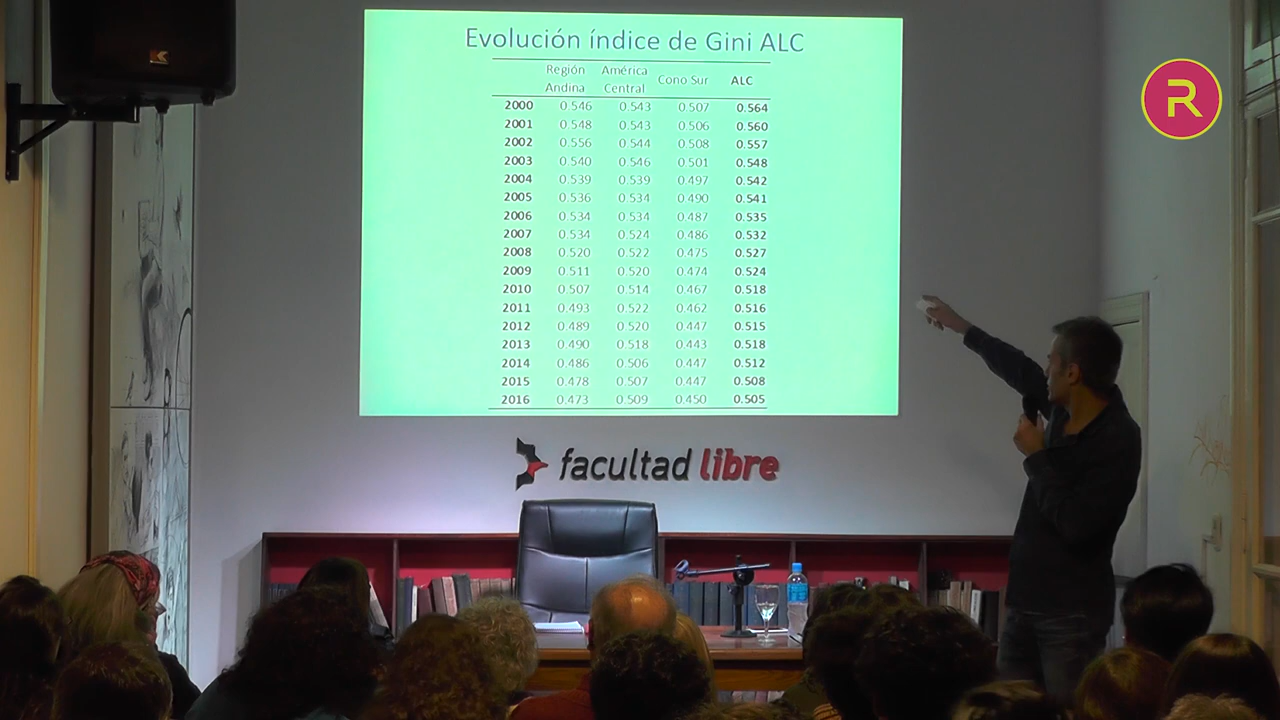 Evolución índice de Gini ALC
Región Andina América Central Cono Sur ALC
2000 0.546 0.543 0.507 0.564
2001 0.548 0.543 0.506 0.560
2002 0.556 0.544 0.508 0.557
2003 0.540 0.546 0.501 0.548
2004 0.539 0.539 0.497 0.542
2005 0.536 0.534 0.490 0.541
2006 0.534 0.534 0.487 0.535
2007 0.534 0.524 0.486 0.532
2008 0.520 0.522 0.475 0.527
2009 0.511 0.520 0.474 0.524
2010 0.507 0.514 0.467 0.518
2011 0.493 0.522 0.462 0.516
2012 0.489 0.520 0.447 0.515
2013 0.490 0.518 0.443 0.518
2014 0.486 0.506 0.447 0.512
2015 0.478 0.507 0.447 0.508
2016 0.473 0.509 0.450 0.505
facultad libre
R